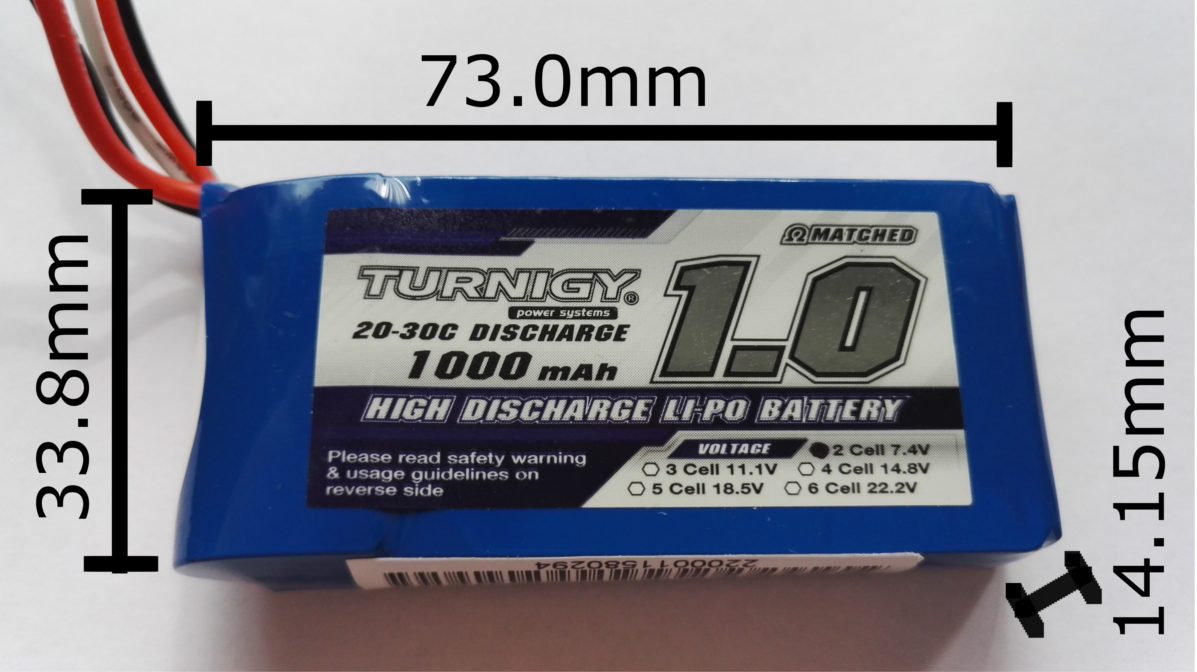 73.0mm
33.8mm
14.15mm
Ω MATCHED
TURNIGY®
power systems
20-30C DISCHARGE
1000 mAh
1.0
HIGH DISCHARGE LI-PO BATTERY
Please read safety warning
& usage guidelines on
reverse side
VOLTAGE
2 Cell 7.4V
3 Cell 11.1V
4 Cell 14.8V
5 Cell 18.5V
6 Cell 22.2V
2200011580294